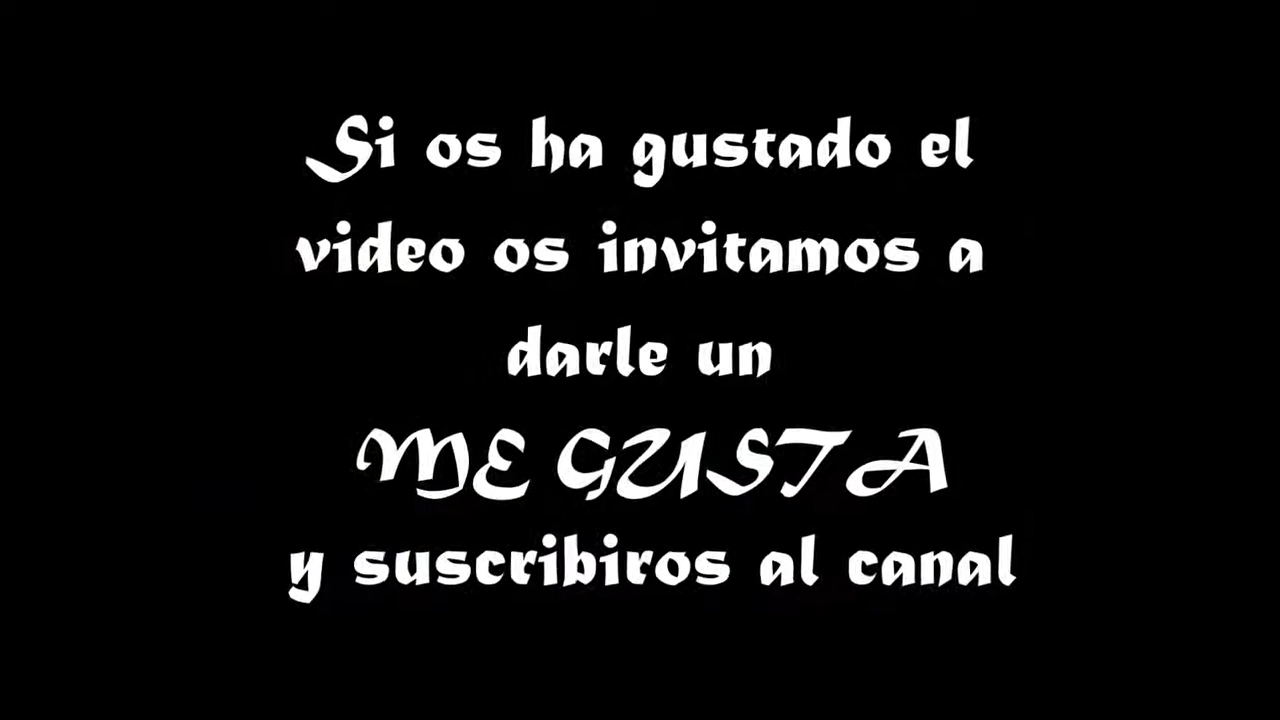 Si os ha gustado el
video os invitamos a
darle un
ME GUSTA
y suscribiros al canal